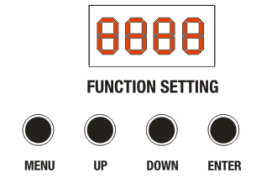 8888
FUNCTION SETTING
MENU UP DOWN ENTER